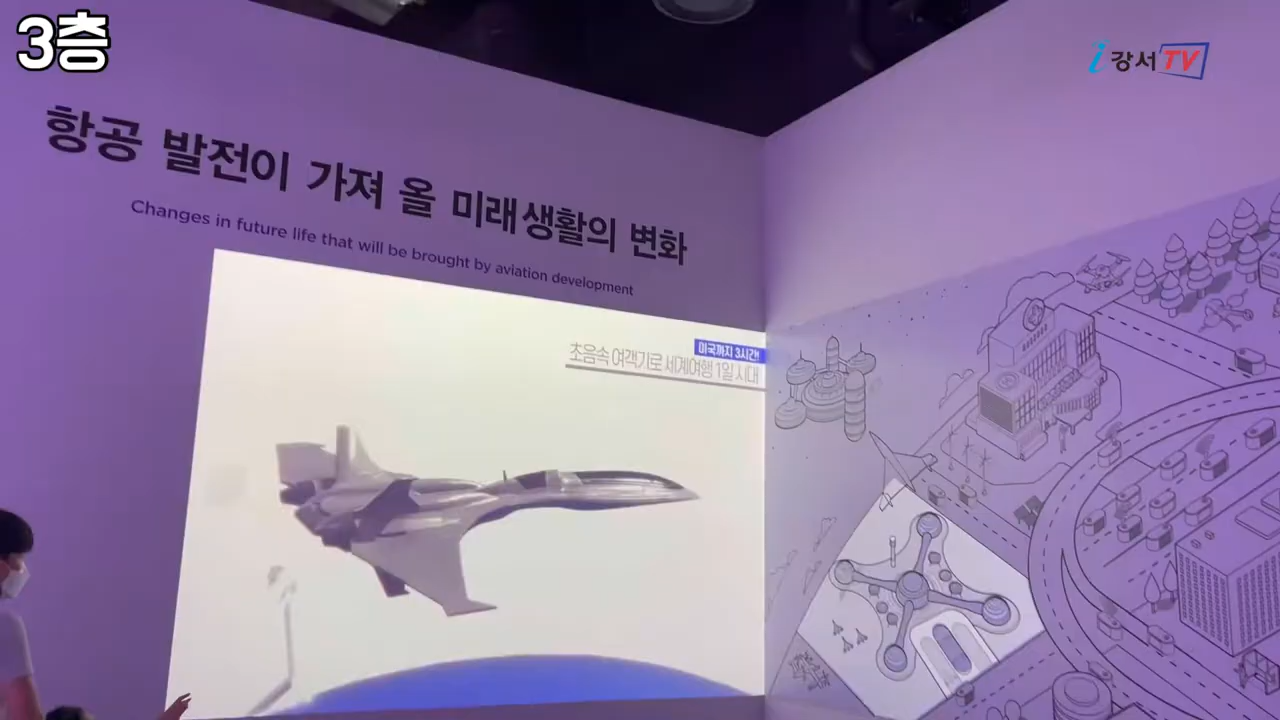 3층
i강서TV
항공 발전이 가져 올 미래생활의 변화
Changes in future life that will be brought by aviation development
미국까지 3시간!
초음속 여객기로 세계여행 1일 시대